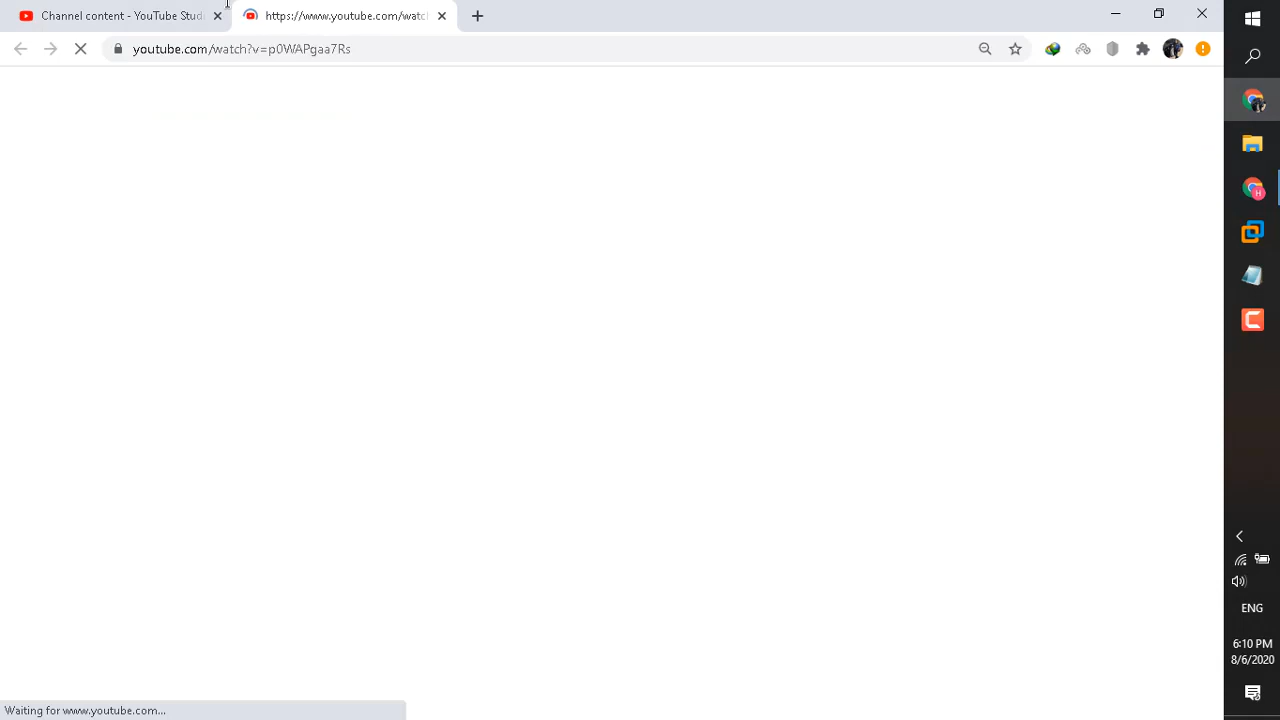 Channel content - YouTube Studi
https://www.youtube.com/watc
youtube.com/watch?v=p0WAPgaa7Rs
H
ENG
6:10 PM
8/6/2020
Waiting for www.youtube.com...